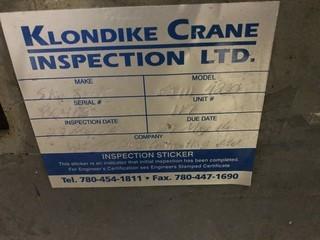 KLONDIKE CRANE
INSPECTION LTD.
MAKE MODEL
SERIAL # UNIT #
INSPECTION DATE DUE DATE
COMPANY
INSPECTION STICKER
This sticker is an indication that initial inspection has been completed.
For Engineer's Certification see Engineers Stamped Certificate
Tel. 780-454-1811 • Fax. 780-447-1690